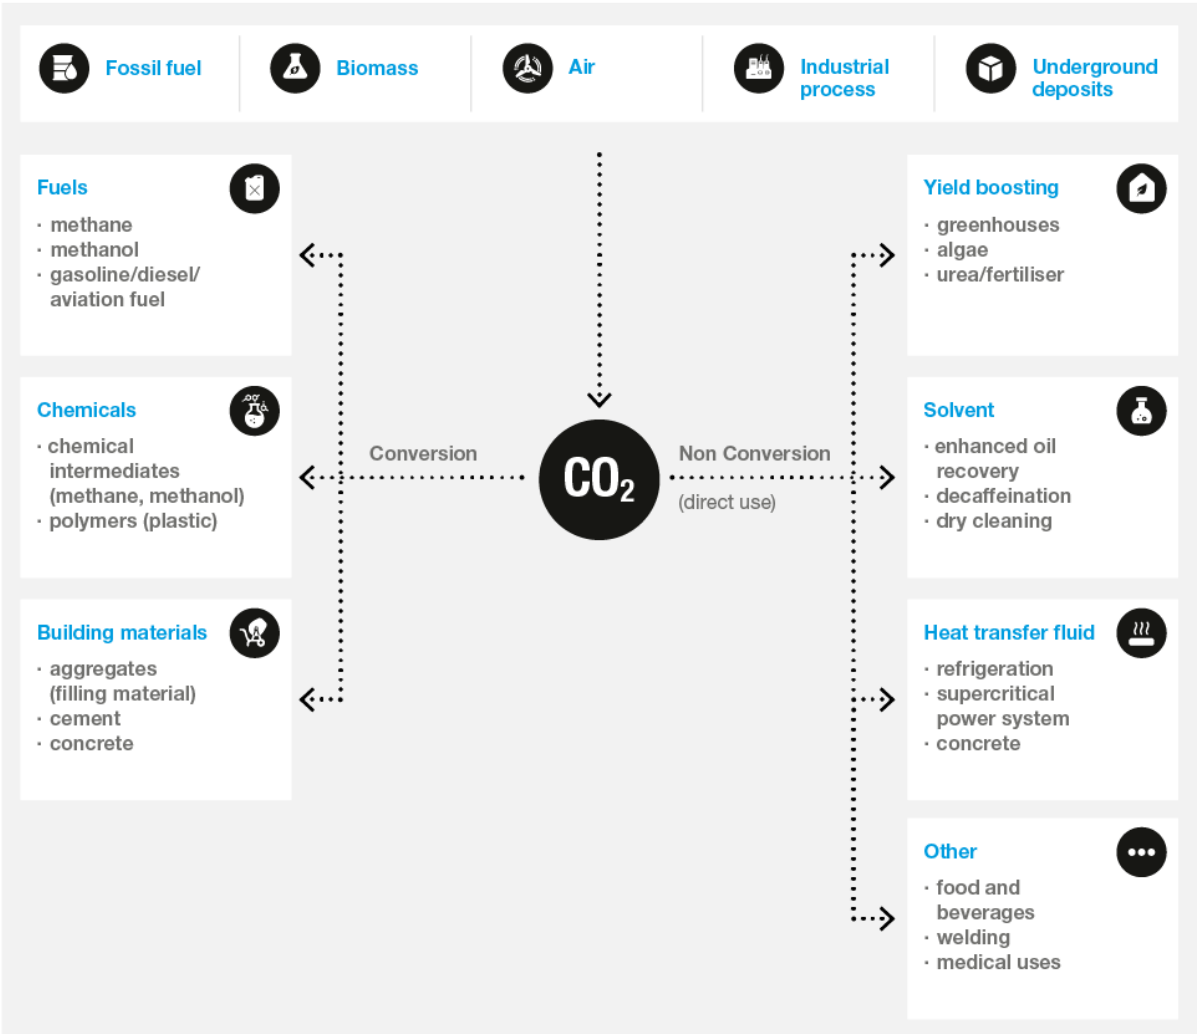 Fossil fuel
Biomass
Air
Industrial
process
Underground
deposits
Fuels
· methane
· methanol
· gasoline/diesel/
aviation fuel
Chemicals
· chemical
intermediates
(methane, methanol)
· polymers (plastic)
Building materials
· aggregates
(filling material)
· cement
· concrete
Conversion
CO₂
Non Conversion
(direct use)
Yield boosting
· greenhouses
· algae
· urea/fertiliser
Solvent
· enhanced oil
recovery
· decaffeination
· dry cleaning
Heat transfer fluid
· refrigeration
· supercritical
power system
· concrete
Other
· food and
beverages
· welding
· medical uses